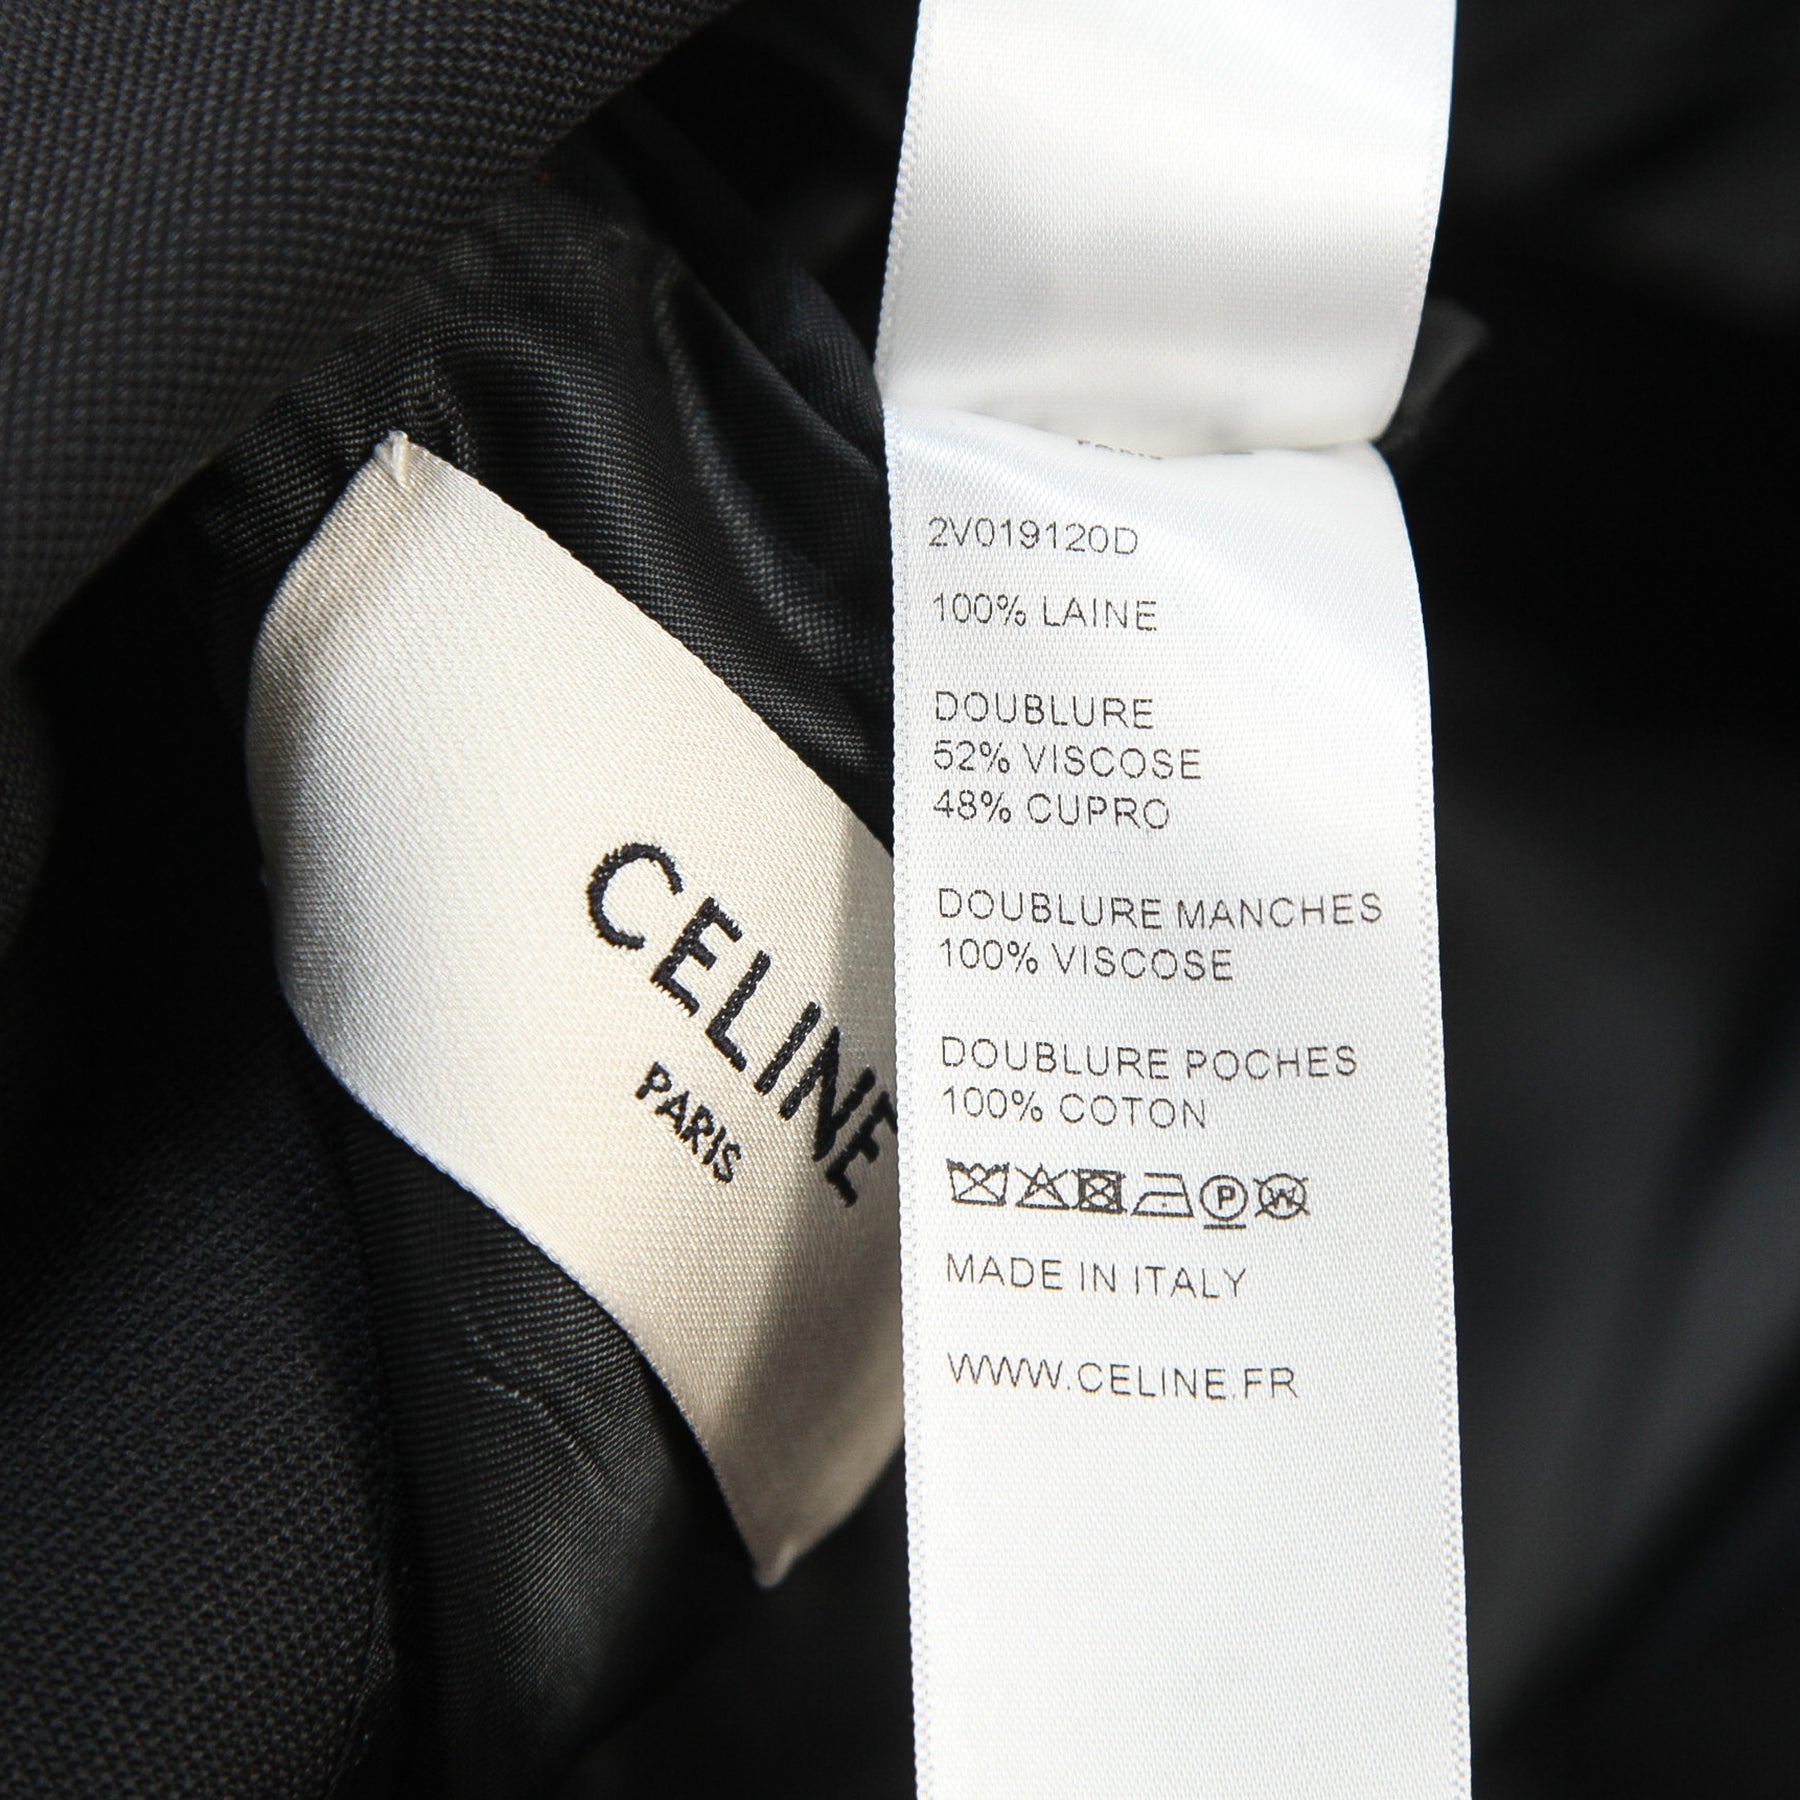 2V019120D
100% LAINE
DOUBLURE
52% VISCOSE
48% CUPRO
DOUBLURE MANCHES
100% VISCOSE
DOUBLURE POCHES
100% COTON
P W
MADE IN ITALY
WWW.CELINE.FR
CELINE
PARIS